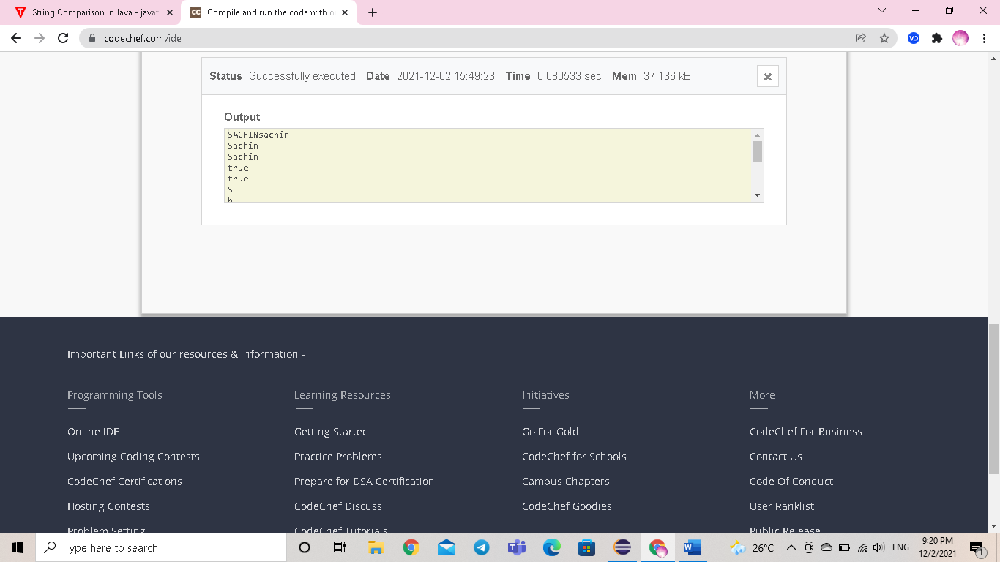 String Comparison in Java - javat
Compile and run the code with o
codechef.com/ide
Status Successfully executed Date 2021-12-02 15:49:23 Time 0.080533 sec Mem 37.136 kB
Output
SACHINsachin
Sachin
Sachin
true
true
S
h
Important Links of our resources & information -
Programming Tools Learning Resources Initiatives More
Online IDE Getting Started Go For Gold CodeChef For Business
Upcoming Coding Contests Practice Problems CodeChef for Schools Contact Us
CodeChef Certifications Prepare for DSA Certification Campus Chapters Code Of Conduct
Hosting Contests CodeChef Discuss CodeChef Goodies User Ranklist
Problem Setting CodeChef Tutorials Public Release
Type here to search
26°C
ENG
9:20 PM
12/2/2021
1